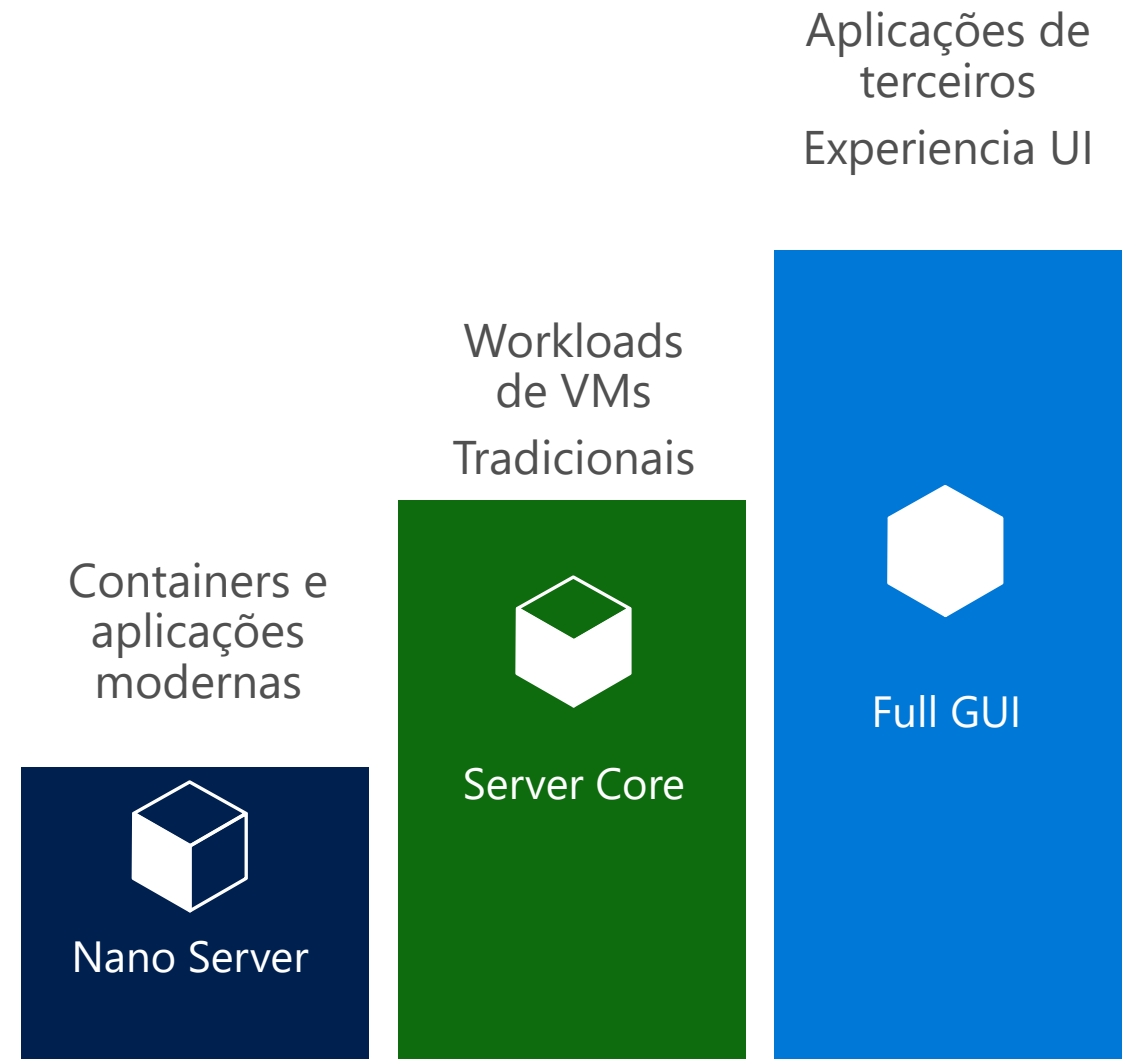 Aplicações de
terceiros
Experiencia UI
Workloads
de VMs
Tradicionais
Containers e
aplicações
modernas
Full GUI
Server Core
Nano Server